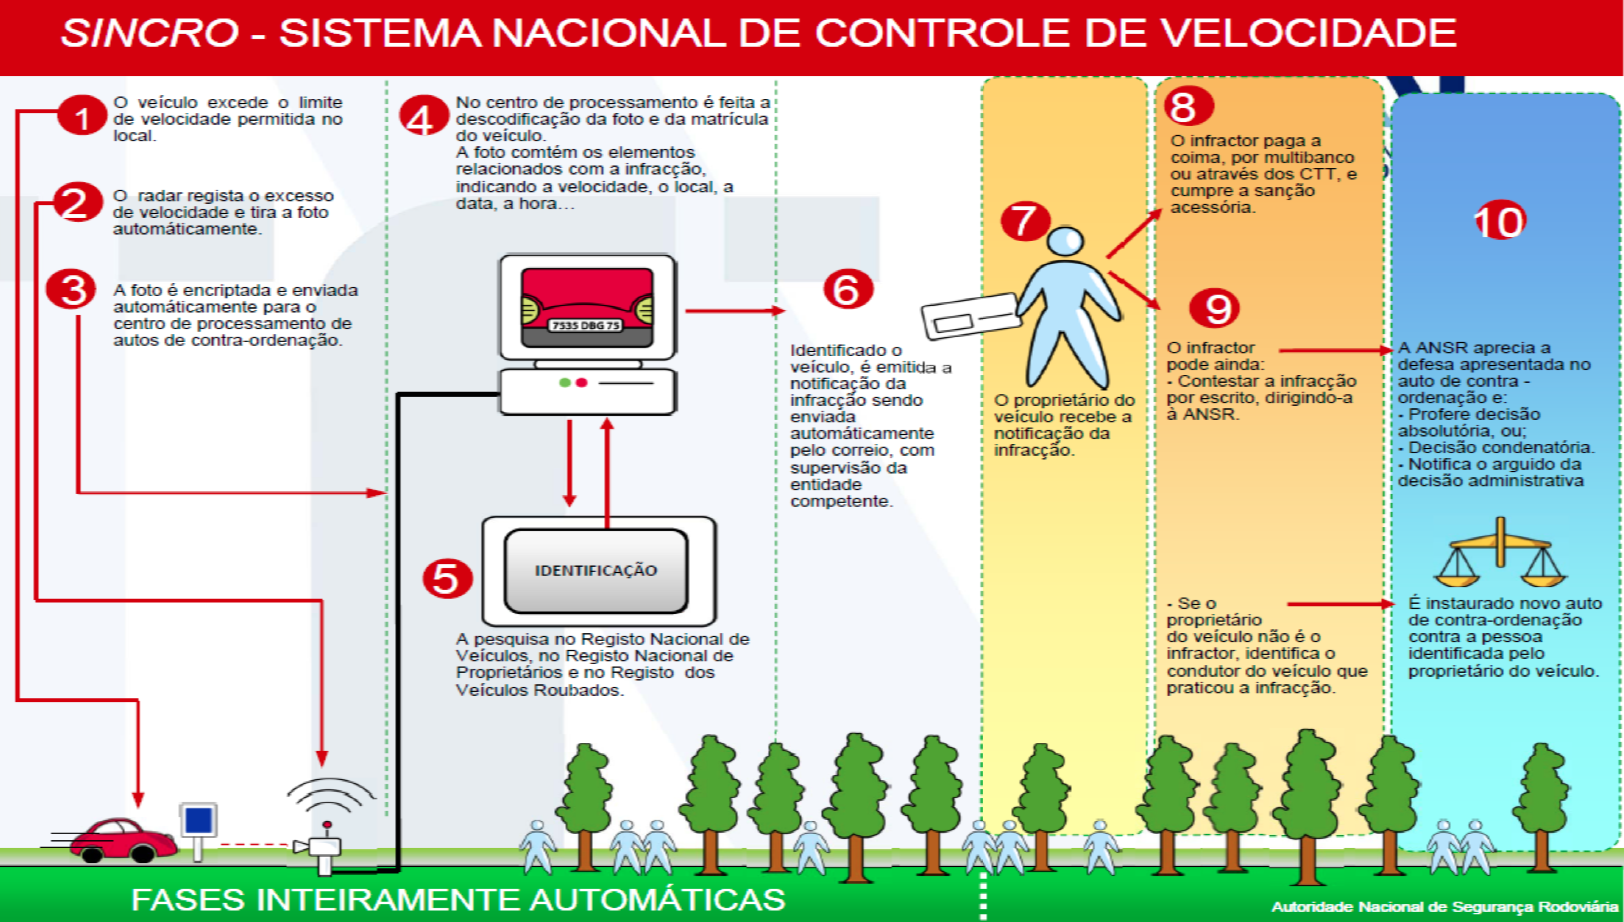 SINCRO - SISTEMA NACIONAL DE CONTROLE DE VELOCIDADE
1
O veículo excede o limite
de velocidade permitida no
local.
2
O radar regista o excesso
de velocidade e tira a foto
automáticamente.
3
A foto é encriptada e enviada
automáticamente para o
centro de processamento de
autos de contra-ordenação.
4
No centro de processamento é feita a
descodificação da foto e da matrícula
do veículo.
A foto comtém os elementos
relacionados com a infracção,
indicando a velocidade, o local, a
data, a hora...
7535 DBG 75
5
IDENTIFICAÇÃO
A pesquisa no Registo Nacional de
Veículos, no Registo Nacional de
Proprietários e no Registo dos
Veículos Roubados.
6
Identificado o
veículo, é emitida a
notificação da
infracção sendo
enviada
automáticamente
pelo correio, com
supervisão da
entidade
competente.
7
O proprietário do
veículo recebe a
notificação da
infracção.
8
O infractor paga a
coima, por multibanco
ou através dos CTT, e
cumpre a sanção
acessória.
9
O infractor
pode ainda:
- Contestar a infracção
por escrito, dirigindo-a
à ANSR.
- Se o
proprietário
do veículo não é o
infractor, identifica o
condutor do veículo que
praticou a infracção.
10
A ANSR aprecia a
defesa apresentada no
auto de contra -
ordenação e:
- Profere decisão
absolutória, ou;
- Decisão condenatória.
- Notifica o arguido da
decisão administrativa
É instaurado novo auto
de contra-ordenação
contra a pessoa
identificada pelo
proprietário do veículo.
FASES INTEIRAMENTE AUTOMÁTICAS
Autoridade Nacional de Segurança Rodoviária